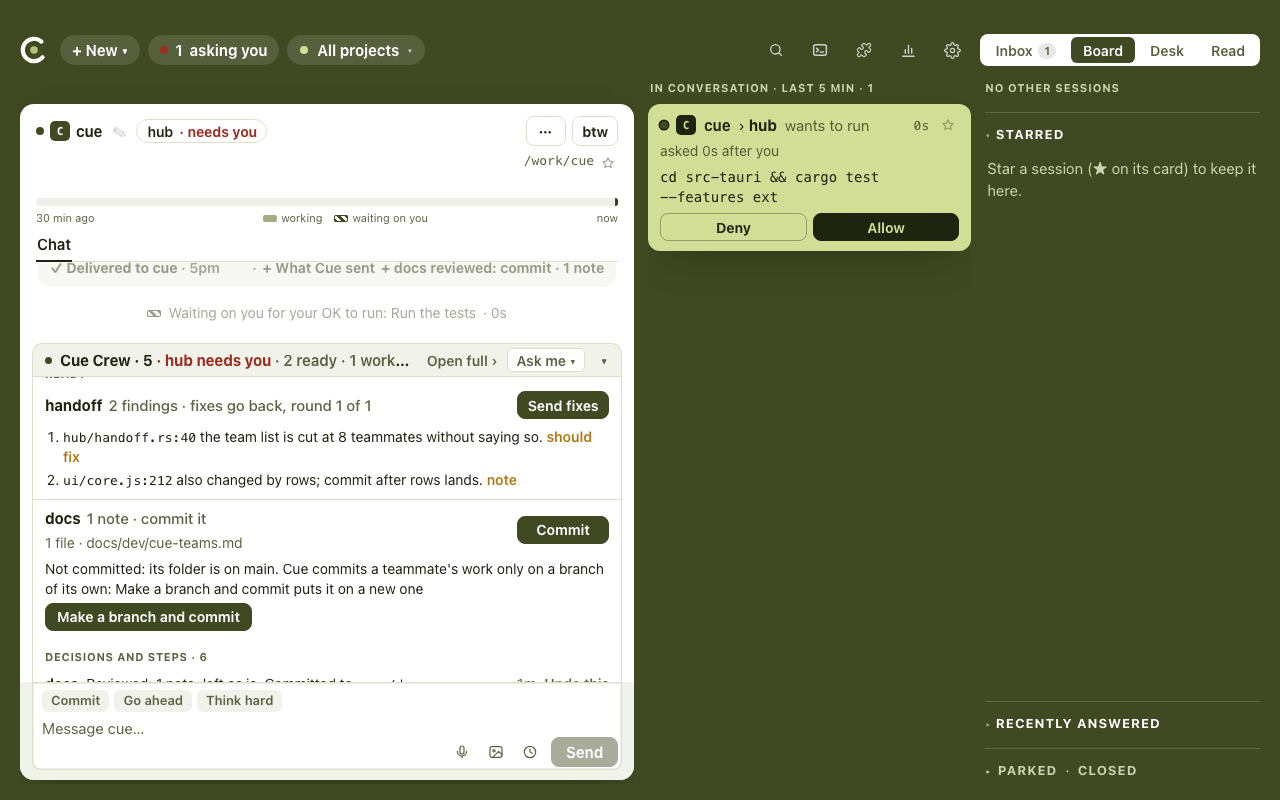 + New ▾
1 asking you
All projects
Inbox 1
Board
Desk
Read
C cue
hub · needs you
...
btw
/work/cue
30 min ago
working
waiting on you
now
Chat
✓ Delivered to cue · 5pm · + What Cue sent + docs reviewed: commit · 1 note
Waiting on you for your OK to run: Run the tests · 0s
Cue Crew · 5 · hub needs you · 2 ready · 1 work...
Open full ›
Ask me ▾
handoff 2 findings · fixes go back, round 1 of 1
Send fixes
1. hub/handoff.rs:40 the team list is cut at 8 teammates without saying so. should
fix
2. ui/core.js:212 also changed by rows; commit after rows lands. note
docs 1 note · commit it
1 file · docs/dev/cue-teams.md
Commit
Not committed: its folder is on main. Cue commits a teammate's work only on a branch
of its own: Make a branch and commit puts it on a new one
Make a branch and commit
DECISIONS AND STEPS · 6
Commit
Go ahead
Think hard
Message cue…
Send
IN CONVERSATION · LAST 5 MIN · 1
C cue › hub wants to run 0s
asked 0s after you
cd src-tauri && cargo test
--features ext
Deny
Allow
NO OTHER SESSIONS
STARRED
Star a session (★ on its card) to keep it
here.
RECENTLY ANSWERED
PARKED · CLOSED